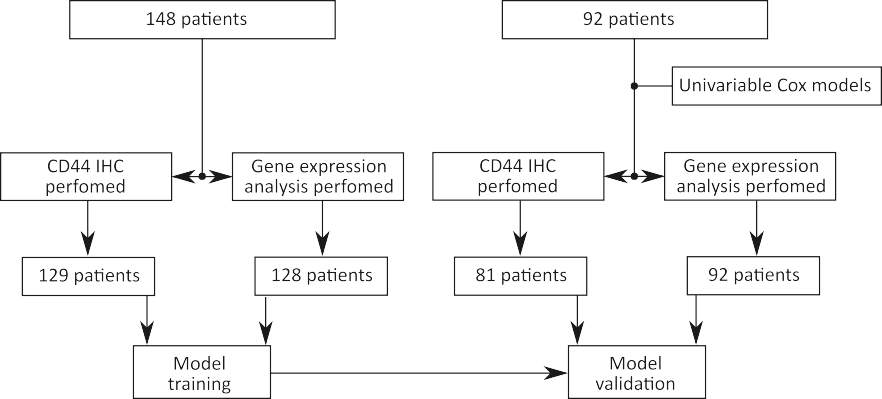 148 patients
92 patients
Univariable Cox models
CD44 IHC
perfomed
Gene expression
analysis perfomed
CD44 IHC
perfomed
Gene expression
analysis perfomed
129 patients
128 patients
81 patients
92 patients
Model
training
Model
validation